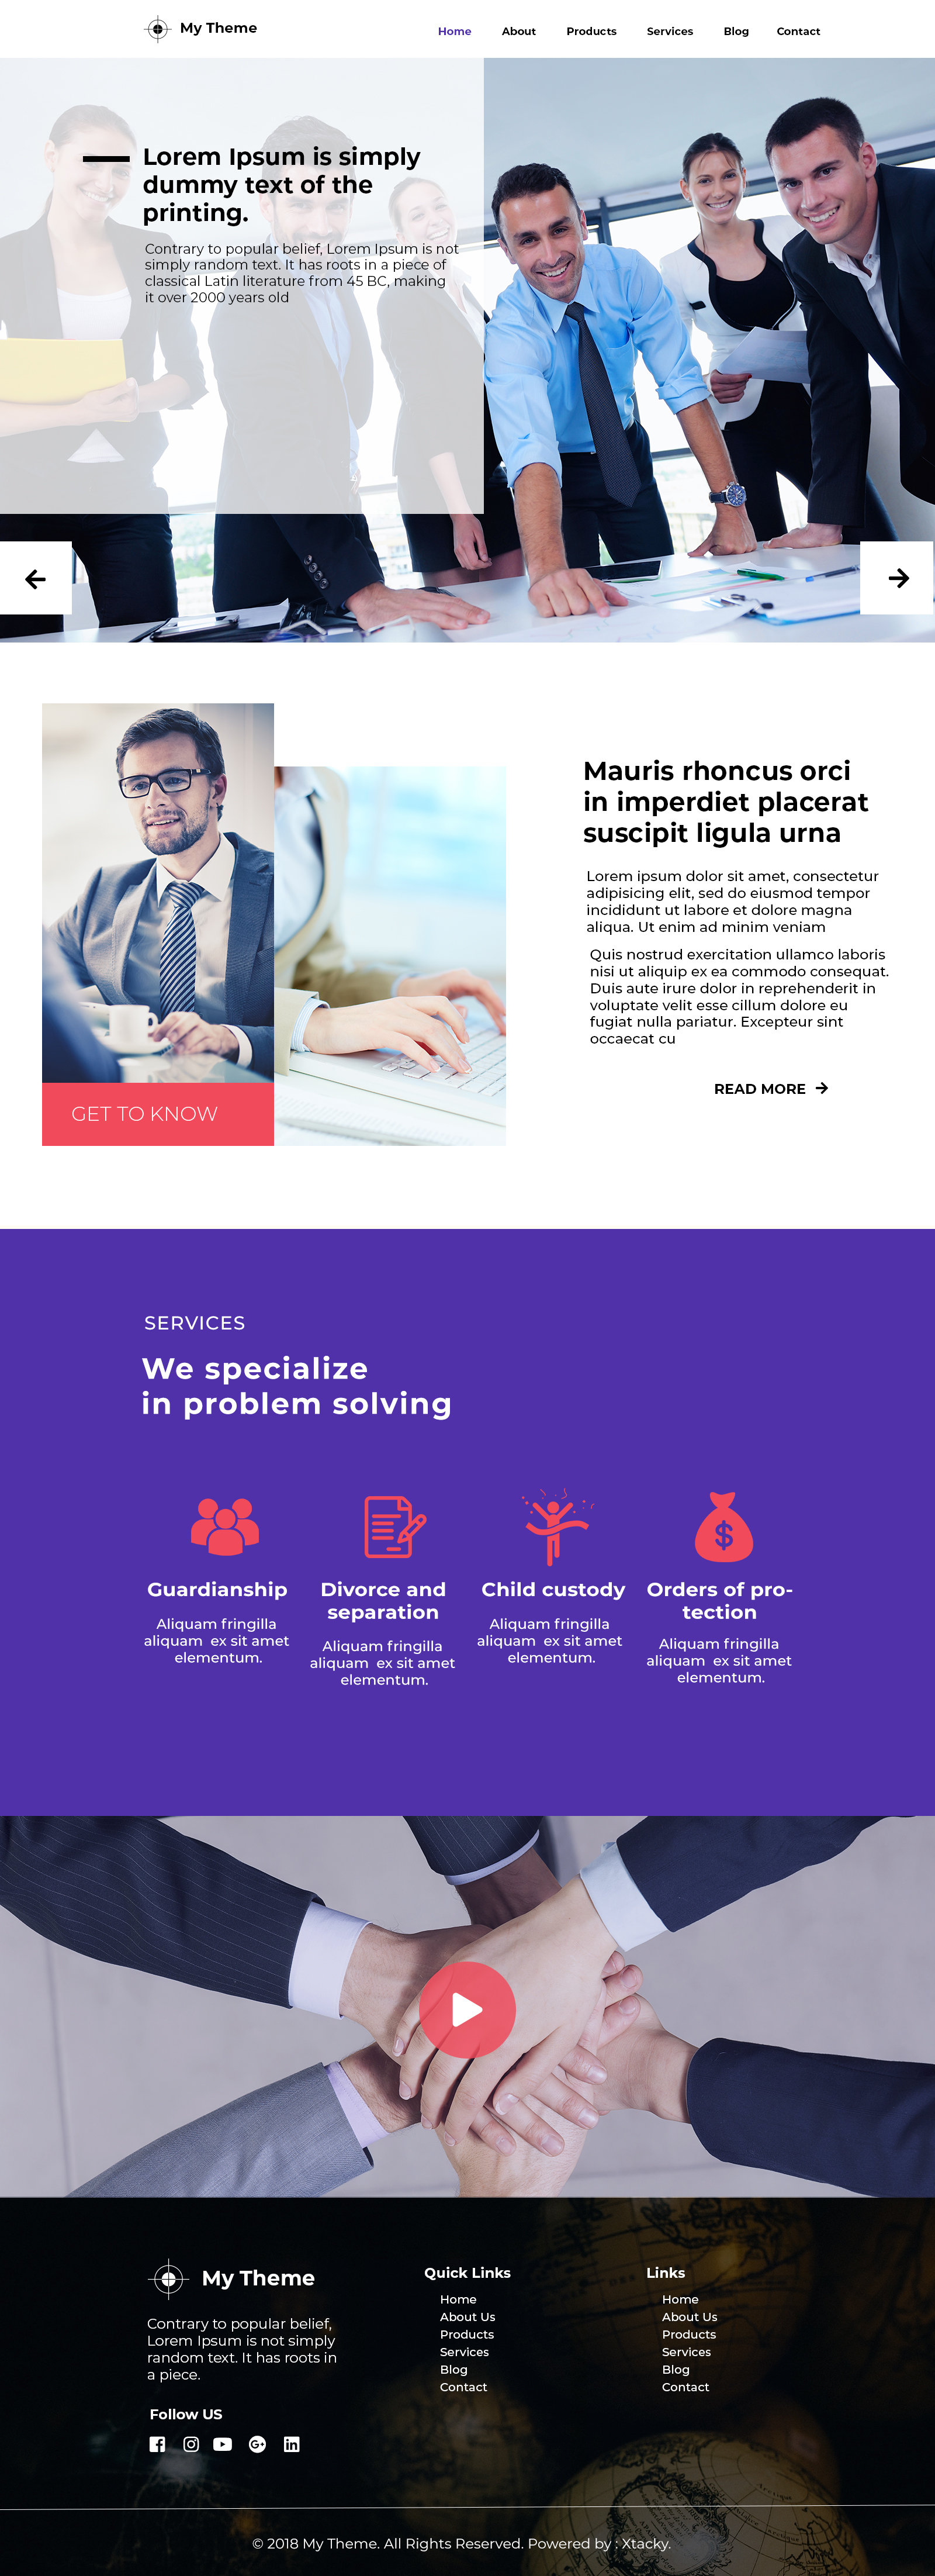 My Theme
Home About Products Services Blog Contact
Lorem Ipsum is simply
dummy text of the
printing.
Contrary to popular belief, Lorem Ipsum is not
simply random text. It has roots in a piece of
classical Latin literature from 45 BC, making
it over 2000 years old
GET TO KNOW
Mauris rhoncus orci
in imperdiet placerat
suscipit ligula urna
Lorem ipsum dolor sit amet, consectetur
adipisicing elit, sed do eiusmod tempor
incididunt ut labore et dolore magna
aliqua. Ut enim ad minim veniam
Quis nostrud exercitation ullamco laboris
nisi ut aliquip ex ea commodo consequat.
Duis aute irure dolor in reprehenderit in
voluptate velit esse cillum dolore eu
fugiat nulla pariatur. Excepteur sint
occaecat cu
READ MORE
SERVICES
We specialize
in problem solving
Guardianship
Aliquam fringilla
aliquam ex sit amet
elementum.
Divorce and
separation
Aliquam fringilla
aliquam ex sit amet
elementum.
Child custody
Aliquam fringilla
aliquam ex sit amet
elementum.
$
Orders of pro-
tection
Aliquam fringilla
aliquam ex sit amet
elementum.
My Theme
Contrary to popular belief,
Lorem Ipsum is not simply
random text. It has roots in
a piece.
Follow US
Quick Links
Home
About Us
Products
Services
Blog
Contact
Links
Home
About Us
Products
Services
Blog
Contact
© 2018 My Theme. All Rights Reserved. Powered by : Xtacky.